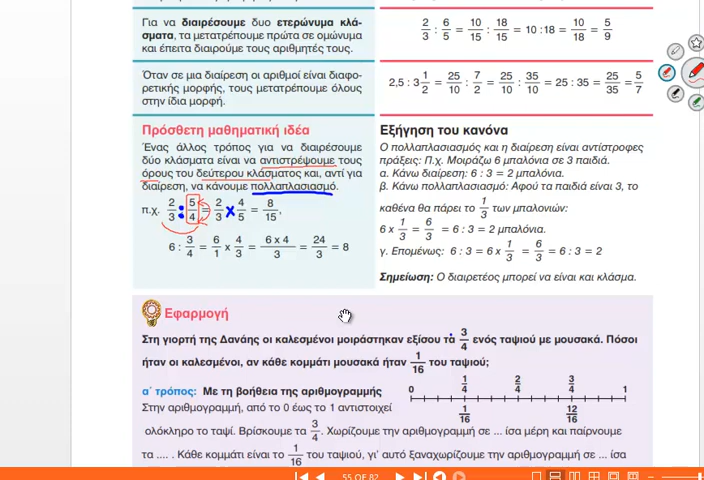 Για να διαιρέσουμε δυο ετερώνυμα κλά-
σματα, τα μετατρέπουμε πρώτα σε ομώνυμα
και έπειτα διαιρούμε τους αριθμητές τους.
2/3 : 6/5 = 10/15 : 18/15 = 10 :18 = 10/18 = 5/9
Όταν σε μια διαίρεση οι αριθμοί είναι διαφο-
ρετικής μορφής, τους μετατρέπουμε όλους
στην ίδια μορφή.
2,5 : 3 1/2 = 25/10 : 7/2 = 25/10 : 35/10 = 25 : 35 = 25/35 = 5/7
Πρόσθετη μαθηματική ιδέα
Ένας άλλος τρόπος για να διαιρέσουμε
δύο κλάσματα είναι να αντιστρέψουμε τους
όρους του δεύτερου κλάσματος και, αντί για
διαίρεση, να κάνουμε πολλαπλασιασμό.
π.χ. 2/3 : 5/4 = 2/3 x 4/5 = 8/15,
6 : 3/4 = 6/1 x 4/3 = 6 x 4/3 = 24/3 = 8
Εξήγηση του κανόνα
Ο πολλαπλασιασμός και η διαίρεση είναι αντίστροφες
πράξεις: Π.χ. Μοιράζω 6 μπαλόνια σε 3 παιδιά.
α. Κάνω διαίρεση: 6 : 3 = 2 μπαλόνια.
β. Κάνω πολλαπλασιασμό: Αφού τα παιδιά είναι 3, το
καθένα θα πάρει το 1/3 των μπαλονιών:
6 x 1/3 = 6/3 = 6 : 3 = 2 μπαλόνια.
γ. Επομένως: 6 : 3 = 6 x 1/3 = 6/3 = 6 : 3 = 2
Σημείωση: Ο διαιρετέος μπορεί να είναι και κλάσμα.
Εφαρμογή
Στη γιορτή της Δανάης οι καλεσμένοι μοιράστηκαν εξίσου τα 3/4 ενός ταψιού με μουσακά. Πόσοι
ήταν οι καλεσμένοι, αν κάθε κομμάτι μουσακά ήταν 1/16 του ταψιού;
α΄ τρόπος: Με τη βοήθεια της αριθμογραμμής
Στην αριθμογραμμή, από το 0 έως το 1 αντιστοιχεί
ολόκληρο το ταψί. Βρίσκουμε τα 3/4. Χωρίζουμε την αριθμογραμμή σε ... ίσα μέρη και παίρνουμε
τα .... . Κάθε κομμάτι είναι το 1/16 του ταψιού, γι' αυτό ξαναχωρίζουμε την αριθμογραμμή σε ... ίσα
0 1/4 2/4 3/4 1
1/16 12/16
55 OF 82